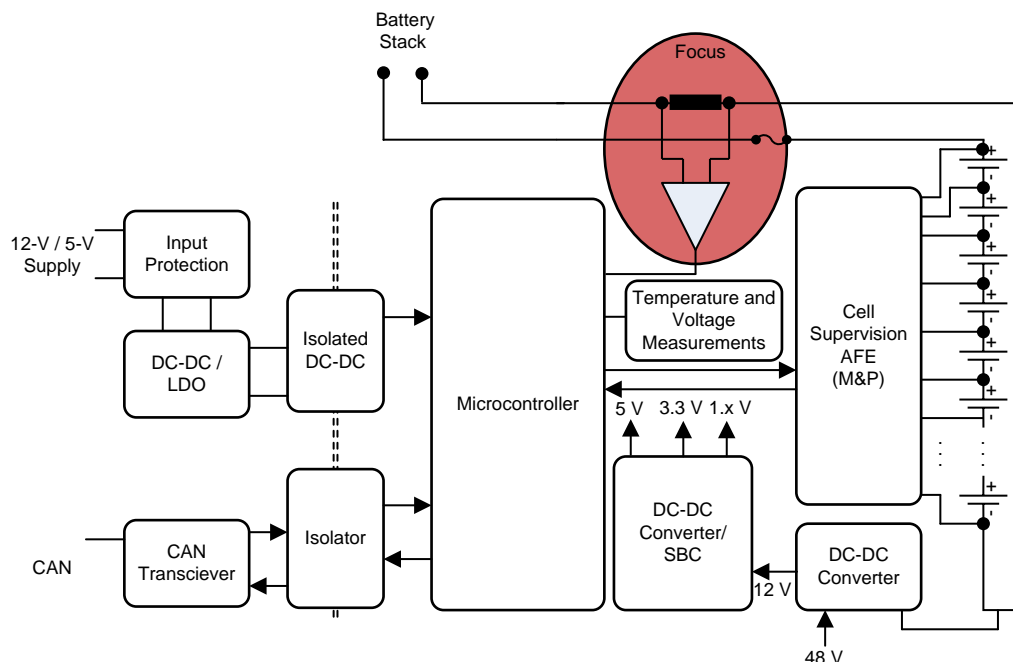 Battery
Stack
Focus
12-V / 5-V
Supply
Input
Protection
DC-DC /
LDO
Isolated
DC-DC
Microcontroller
Temperature and
Voltage
Measurements
Cell
Supervision
AFE
(M&P)
5 V
3.3 V
1.x V
DC-DC
Converter/
SBC
12 V
DC-DC
Converter
48 V
CAN
CAN
Transciever
Isolator
+
-
+
-
+
-
+
-
+
-
+
-
+
-